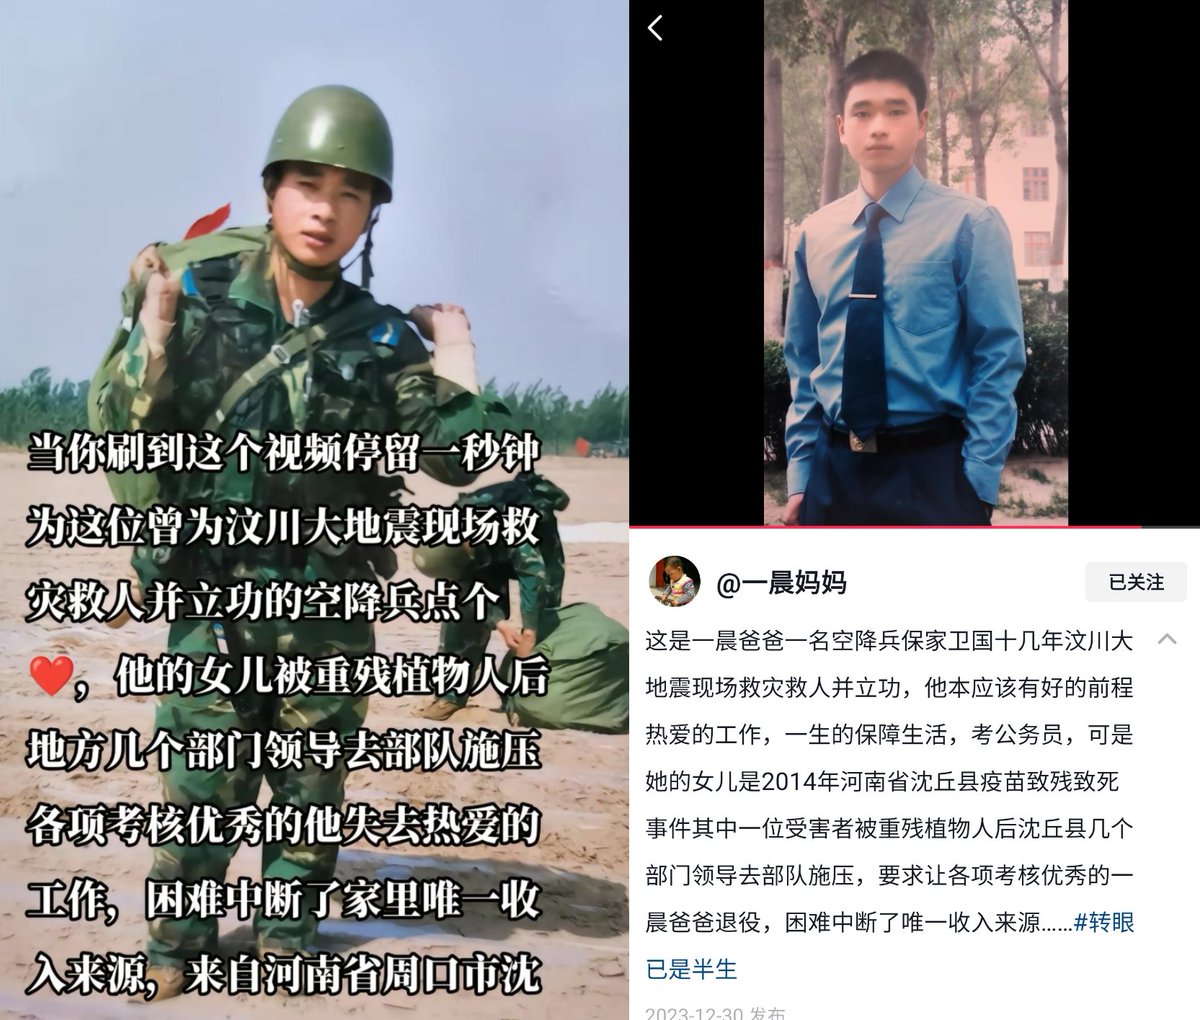 当你刷到这个视频停留一秒钟
为这位曾为汶川大地震现场救
灾救人并立功的空降兵点个
❤️，他的女儿被重残植物人后
地方几个部门领导去部队施压
各项考核优秀的他失去热爱的
工作，困难中断了家里唯一收
入来源，来自河南省周口市沈
@一晨妈妈
已关注
这是一晨爸爸一名空降兵保家卫国十几年汶川大
地震现场救灾救人并立功，他本应该有好的前程
热爱的工作，一生的保障生活，考公务员，可是
她的女儿是2014年河南省沈丘县疫苗致残致死
事件其中一位受害者被重残植物人后沈丘县几个
部门领导去部队施压，要求让各项考核优秀的一
晨爸爸退役，困难中断了唯一收入来源……#转眼
已是半生
2023-12-30 发布